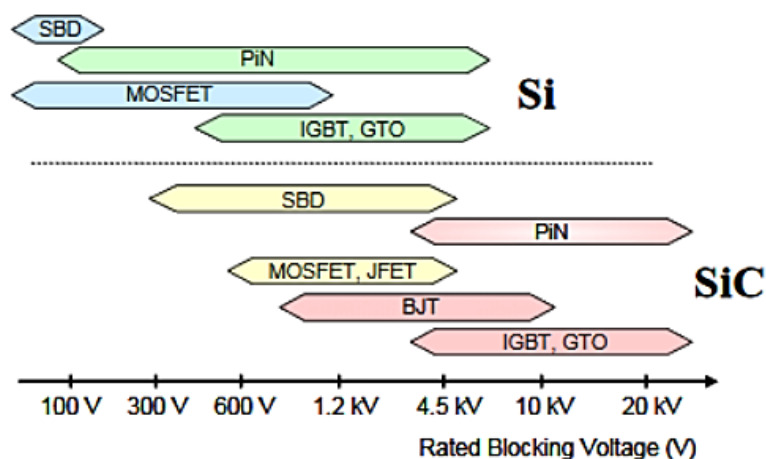 SBD
PiN
Si
MOSFET
IGBT, GTO
SBD
PiN
MOSFET, JFET
SiC
BJT
IGBT, GTO
100 V 300 V 600 V 1.2 kV 4.5 kV 10 kV 20 kV
Rated Blocking Voltage (V)